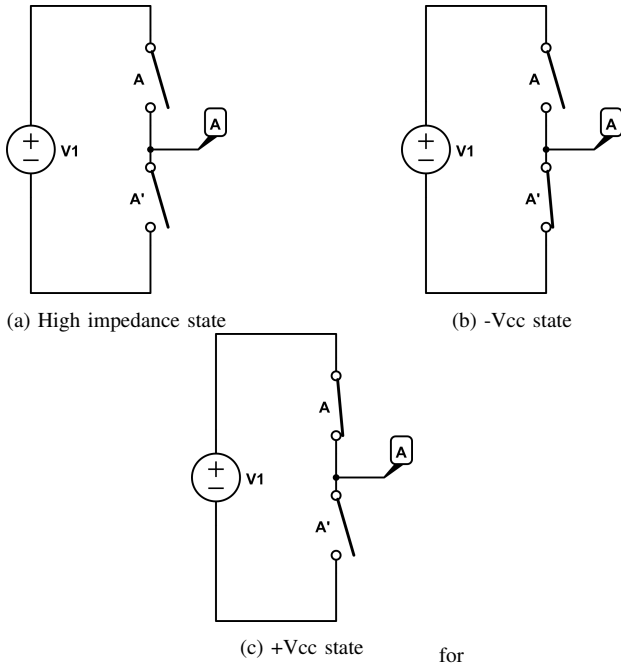 A
A
V1
A'
(a) High impedance state
A
A
V1
A'
(b) -Vcc state
A
A
V1
A'
(c) +Vcc state
for